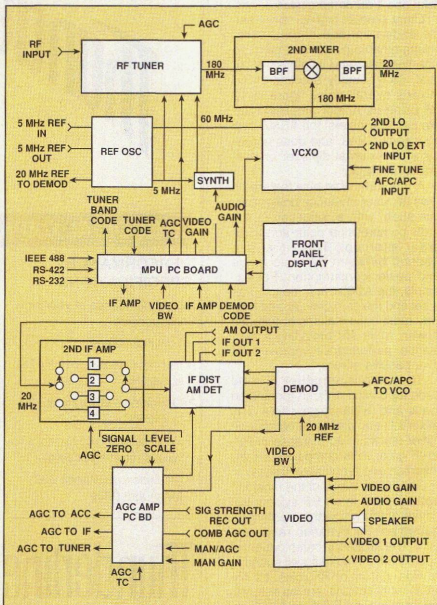 AGC
RF
INPUT
RF TUNER
180
MHz
2ND MIXER
BPF
BPF
20
MHz
180 MHz
5 MHz REF
IN
5 MHz REF
OUT
20 MHz REF
TO DEMOD
REF OSC
60 MHz
5 MHz
SYNTH
VCXO
2ND LO
OUTPUT
2ND LO EXT
INPUT
FINE TUNE
AFC/APC
INPUT
TUNER
BAND
CODE
TUNER
CODE
AGC
TC
VIDEO
GAIN
AUDIO
GAIN
IEEE 488
RS-422
RS-232
MPU PC BOARD
FRONT
PANEL
DISPLAY
IF AMP
VIDEO
BW
IF AMP
DEMOD
CODE
2ND IF AMP
1
2
3
4
20
MHz
AGC
AM OUTPUT
IF OUT 1
IF OUT 2
IF DIST
AM DET
DEMOD
AFC/APC
TO VCO
20 MHz
REF
SIGNAL
ZERO
LEVEL
SCALE
AGC AMP
PC BD
AGC TO ACC
AGC TO IF
AGC TO TUNER
AGC
TC
SIG STRENGTH
REC OUT
COMB AGC OUT
MAN/AGC
MAN GAIN
VIDEO
BW
VIDEO
VIDEO GAIN
AUDIO GAIN
SPEAKER
VIDEO 1 OUTPUT
VIDEO 2 OUTPUT